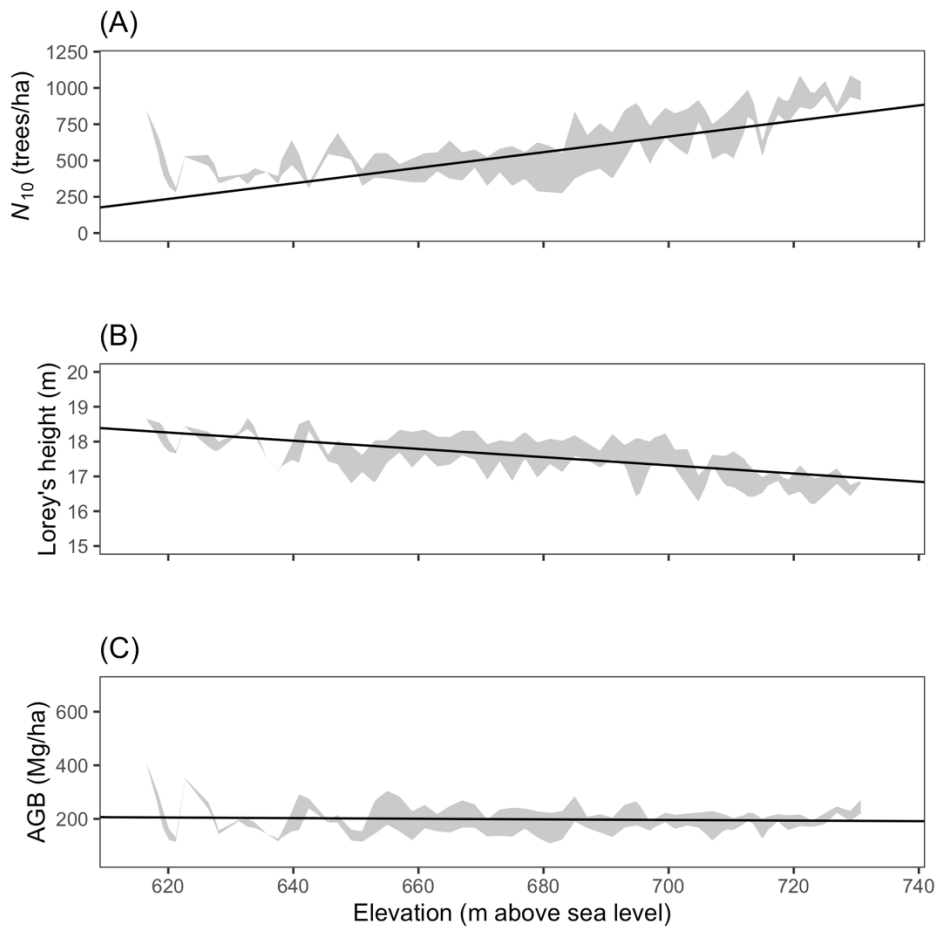 (A)
1250
1000
750
500
250
0
N10 (trees/ha)
(B)
20
19
18
17
16
15
Lorey's height (m)
(C)
600
400
200
AGB (Mg/ha)
620 640 660 680 700 720 740
Elevation (m above sea level)